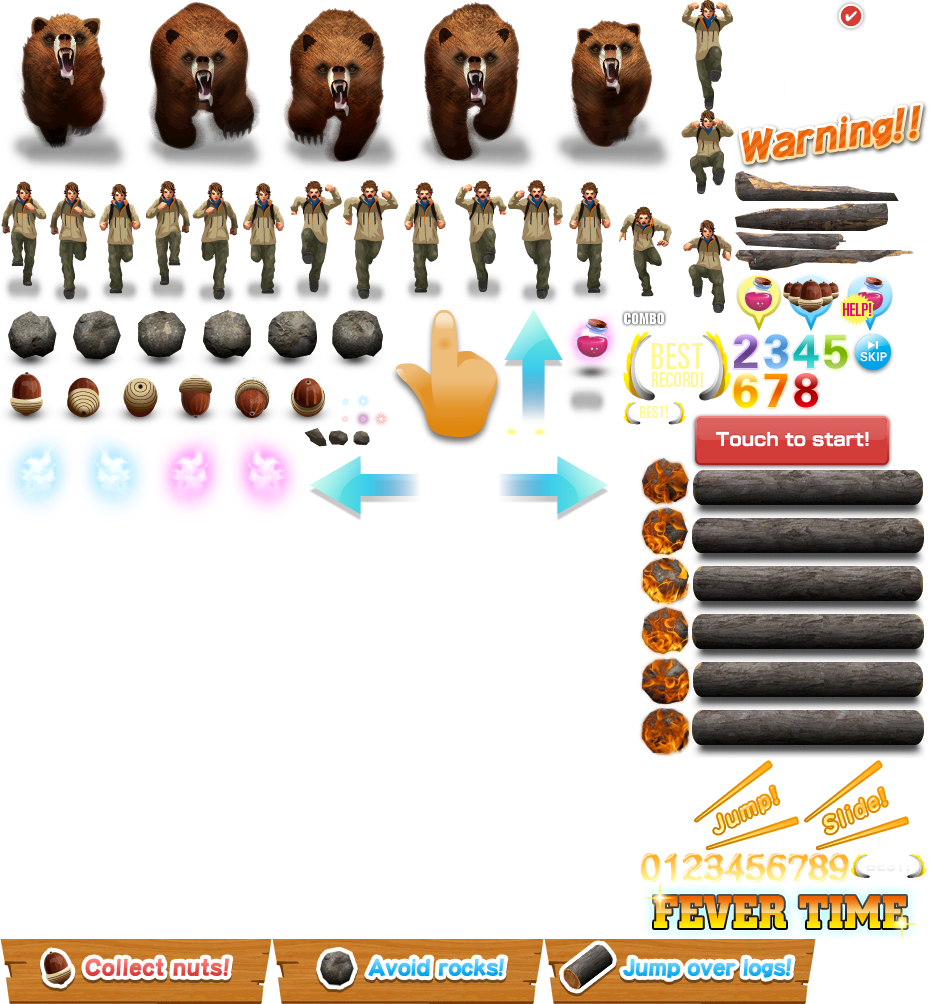 Warning!!
HELP!
COMBO
BEST
RECORD!
2345
SKIP
678
BEST!
Touch to start!
Jump!
Slide!
0123456789
BEST!
FEVER TIME
Collect nuts!
Avoid rocks!
Jump over logs!